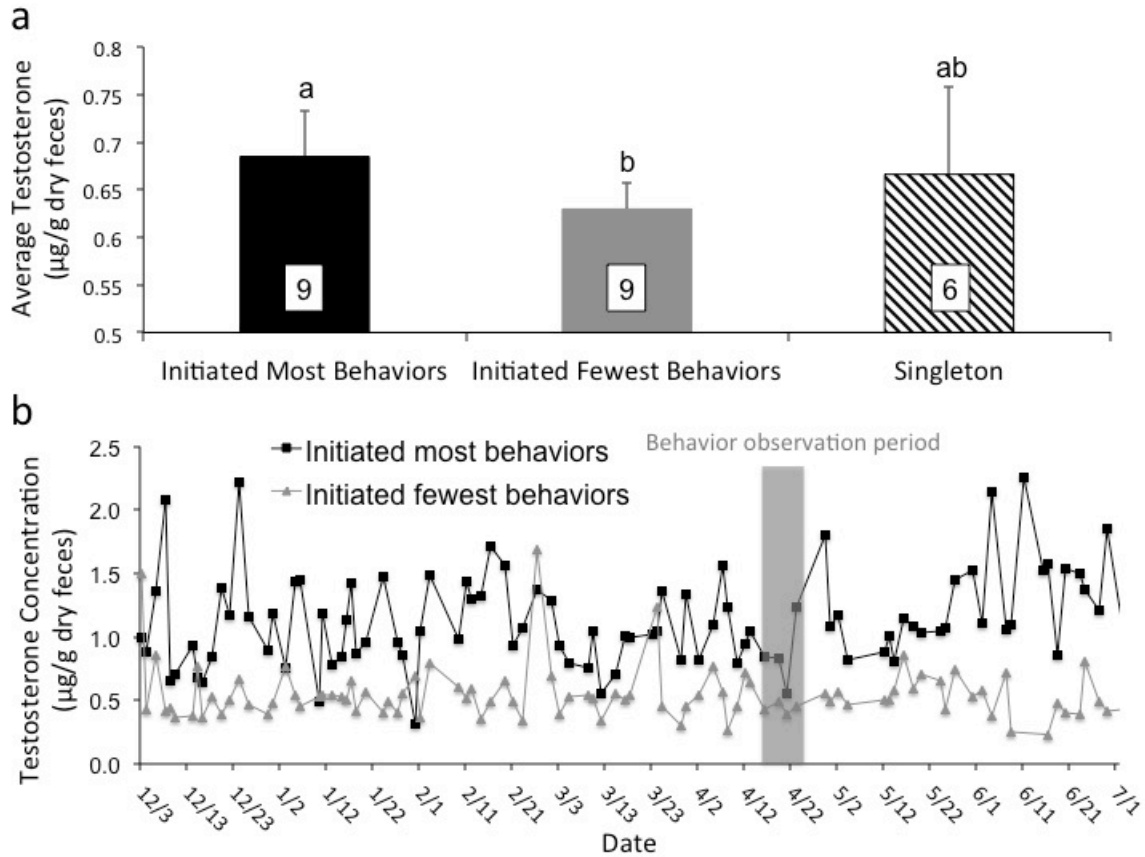 a
Average Testosterone
(µg/g dry feces)
0.8
0.75
0.7
0.65
0.6
0.55
0.5
a
b
ab
9
9
6
Initiated Most Behaviors
Initiated Fewest Behaviors
Singleton
b
Testosterone Concentration
(µg/g dry feces)
2.5
2.0
1.5
1.0
0.5
0.0
Initiated most behaviors
Initiated fewest behaviors
Behavior observation period
12/3
12/13
12/23
1/2
1/12
1/22
2/1
2/11
2/21
3/3
3/13
3/23
4/2
4/12
4/22
5/2
5/12
5/22
6/1
6/11
6/21
7/1
Date